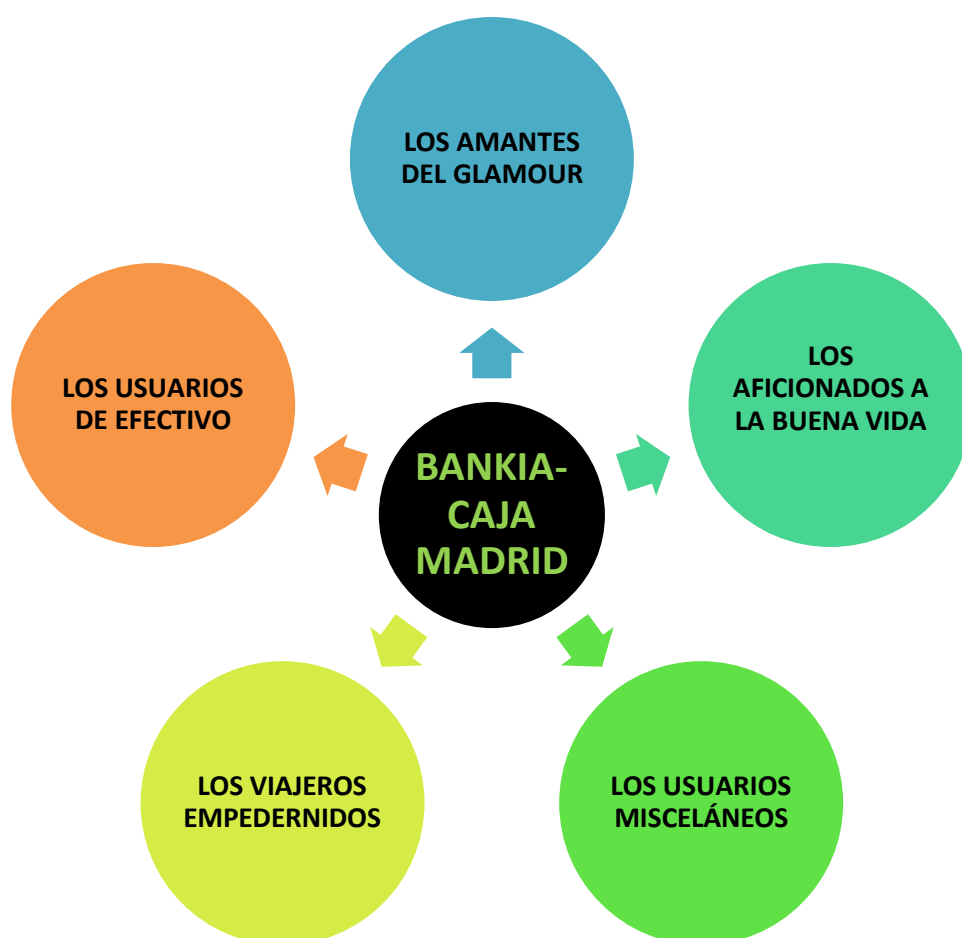 LOS AMANTES
DEL GLAMOUR
LOS
AFICIONADOS A
LA BUENA VIDA
LOS USUARIOS
DE EFECTIVO
BANKIA-
CAJA
MADRID
LOS VIAJEROS
EMPEDERNIDOS
LOS USUARIOS
MISCELÁNEOS